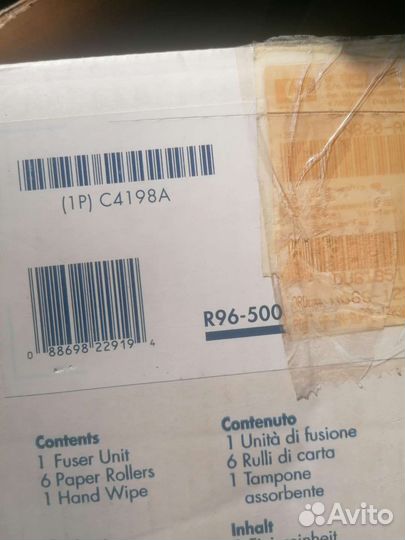 (1P) C4198A
R96-500
0 88698 22919 4
Contents
1 Fuser Unit
6 Paper Rollers
1 Hand Wipe
Contenuto
1 Unità di fusione
6 Rulli di carta
1 Tampone
assorbente
Inhalt
Avito